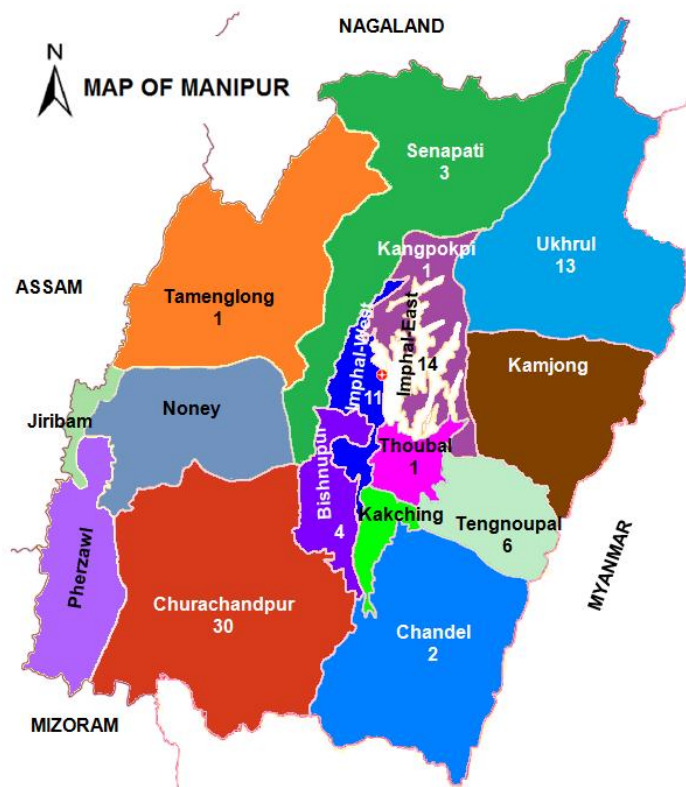 NAGALAND
N
MAP OF MANIPUR
Senapati
3
Kangpokpi
1
Ukhrul
13
ASSAM
Tamenglong
1
Imphal-West
11
Imphal-East
14
Kamjong
Jiribam
Noney
Thoubal
1
Bishnupur
4
Kakching
Tengnoupal
6
Pherzawl
MYANMAR
Churachandpur
30
Chandel
2
MIZORAM